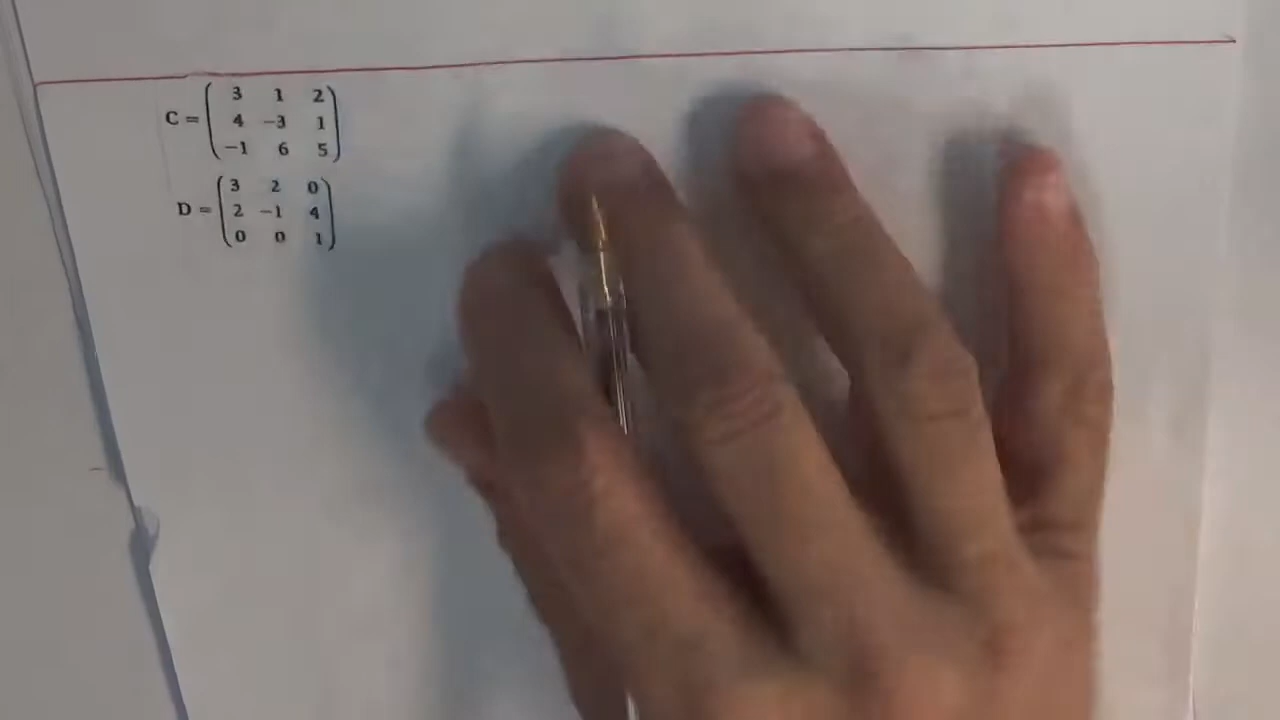 C = ( 3 1 2
4 −3 1
−1 6 5 )
D = ( 3 2 0
2 −1 4
0 0 1 )